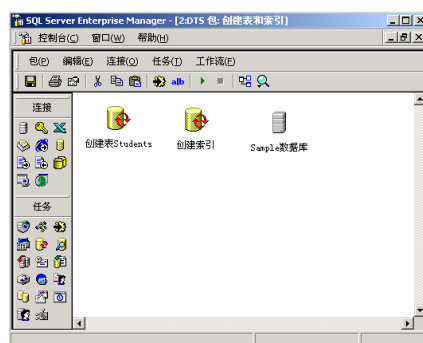 SQL Server Enterprise Manager - [2:DTS 包: 创建表和索引]
控制台(C) 窗口(W) 帮助(H)
包(P) 编辑(E) 连接(O) 任务(T) 工作流(F)
alb
连接
创建表Students 创建索引 Sample数据库
任务